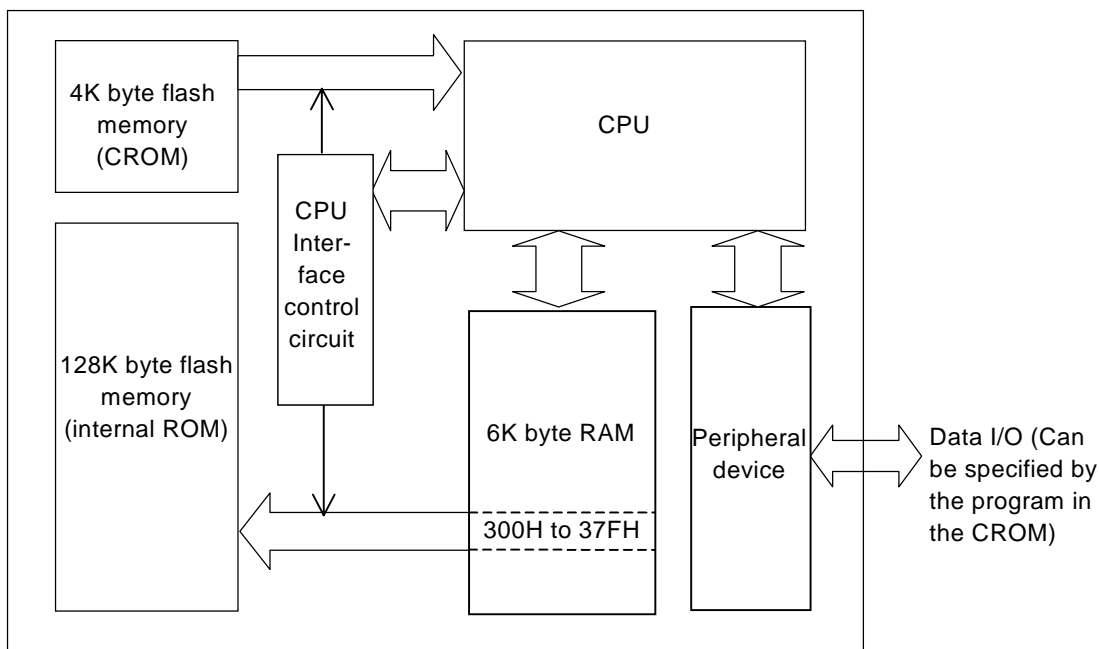 4K byte flash
memory
(CROM)
CPU
CPU
Inter-
face
control
circuit
128K byte flash
memory
(internal ROM)
6K byte RAM
300H to 37FH
Peripheral
device
Data I/O (Can
be specified by
the program in
the CROM)